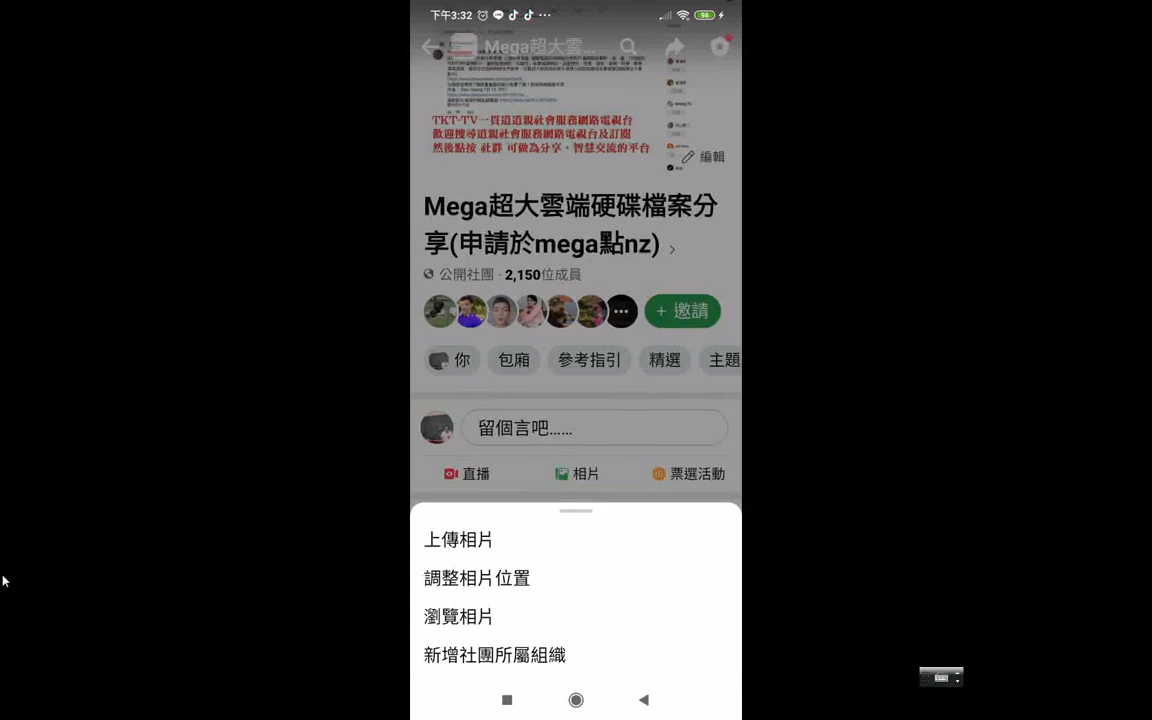 下午3:32
94
Mega超大雲...
TKT-TV一貫道道親社會服務網路電視台
歡迎搜尋道親社會服務網路電視台及訂閱
然後點按 社群 可做為分享、智慧交流的平台
編輯
Mega超大雲端硬碟檔案分
享(申請於mega點nz)
公開社團 · 2,150位成員
+ 邀請
你
包廂
參考指引
精選
主題
留個言吧......
直播
相片
票選活動
上傳相片
調整相片位置
瀏覽相片
新增社團所屬組織